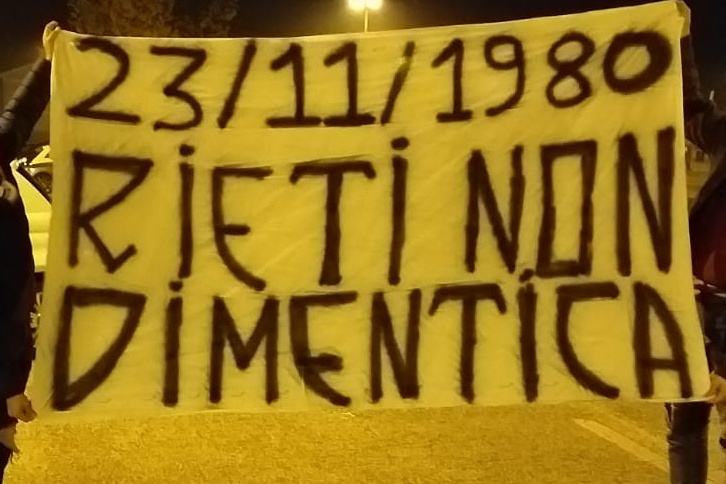 23/11/1980
RiETi NON
DiMENTiCA